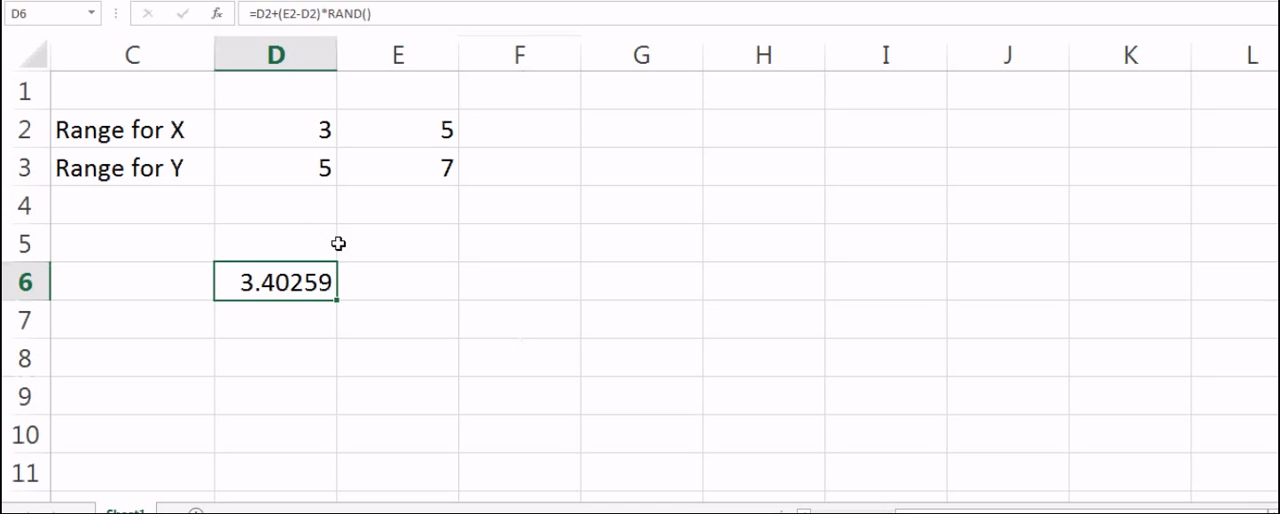 D6 fx =D2+(E2-D2)*RAND()
C D E F G H I J K L
1
2 Range for X 3 5
3 Range for Y 5 7
4
5
6 3.40259
7
8
9
10
11